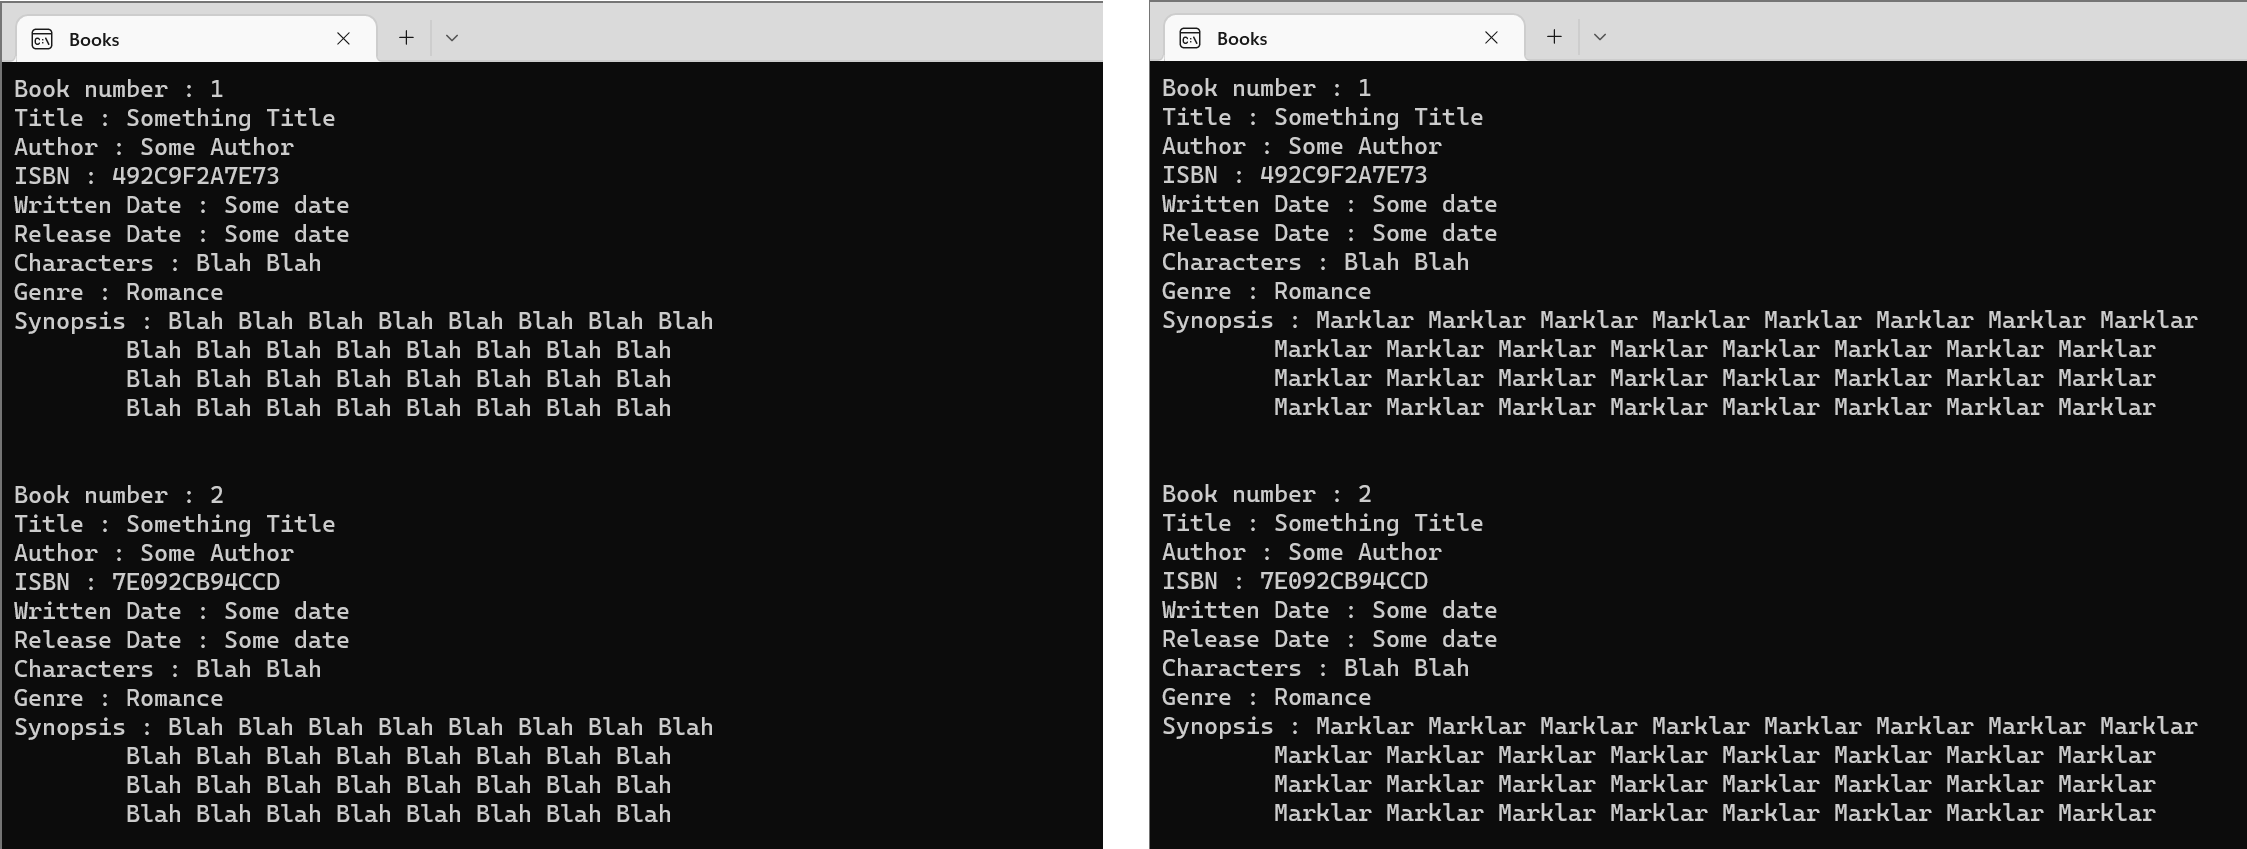 Books
Book number : 1
Title : Something Title
Author : Some Author
ISBN : 492C9F2A7E73
Written Date : Some date
Release Date : Some date
Characters : Blah Blah
Genre : Romance
Synopsis : Blah Blah Blah Blah Blah Blah Blah Blah
Blah Blah Blah Blah Blah Blah Blah Blah
Blah Blah Blah Blah Blah Blah Blah Blah
Blah Blah Blah Blah Blah Blah Blah Blah
Book number : 2
Title : Something Title
Author : Some Author
ISBN : 7E092CB94CCD
Written Date : Some date
Release Date : Some date
Characters : Blah Blah
Genre : Romance
Synopsis : Blah Blah Blah Blah Blah Blah Blah Blah
Blah Blah Blah Blah Blah Blah Blah Blah
Blah Blah Blah Blah Blah Blah Blah Blah
Blah Blah Blah Blah Blah Blah Blah Blah
Books
Book number : 1
Title : Something Title
Author : Some Author
ISBN : 492C9F2A7E73
Written Date : Some date
Release Date : Some date
Characters : Blah Blah
Genre : Romance
Synopsis : Marklar Marklar Marklar Marklar Marklar Marklar Marklar Marklar
Marklar Marklar Marklar Marklar Marklar Marklar Marklar Marklar
Marklar Marklar Marklar Marklar Marklar Marklar Marklar Marklar
Marklar Marklar Marklar Marklar Marklar Marklar Marklar Marklar
Book number : 2
Title : Something Title
Author : Some Author
ISBN : 7E092CB94CCD
Written Date : Some date
Release Date : Some date
Characters : Blah Blah
Genre : Romance
Synopsis : Marklar Marklar Marklar Marklar Marklar Marklar Marklar Marklar
Marklar Marklar Marklar Marklar Marklar Marklar Marklar Marklar
Marklar Marklar Marklar Marklar Marklar Marklar Marklar Marklar
Marklar Marklar Marklar Marklar Marklar Marklar Marklar Marklar